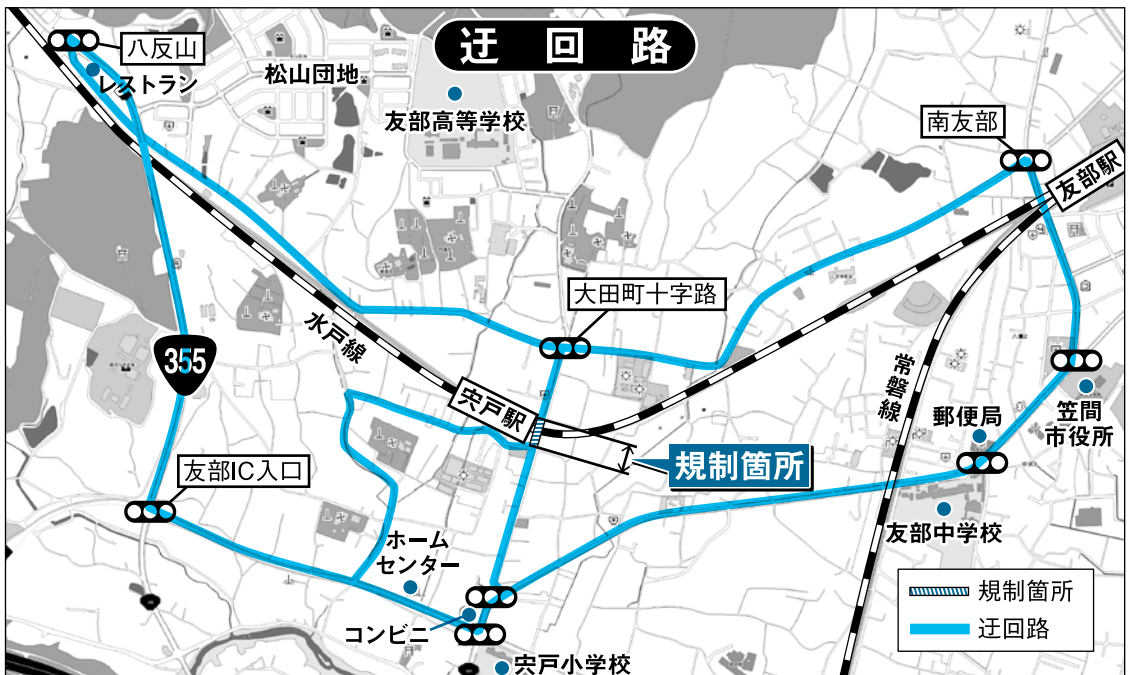 迂回路
八反山
レストラン
松山団地
友部高等学校
南友部
友部駅
大田町十字路
水戸線
355
宍戸駅
常磐線
規制箇所
郵便局
笠間
市役所
友部IC入口
友部中学校
ホーム
センター
コンビニ
宍戸小学校
規制箇所
迂回路